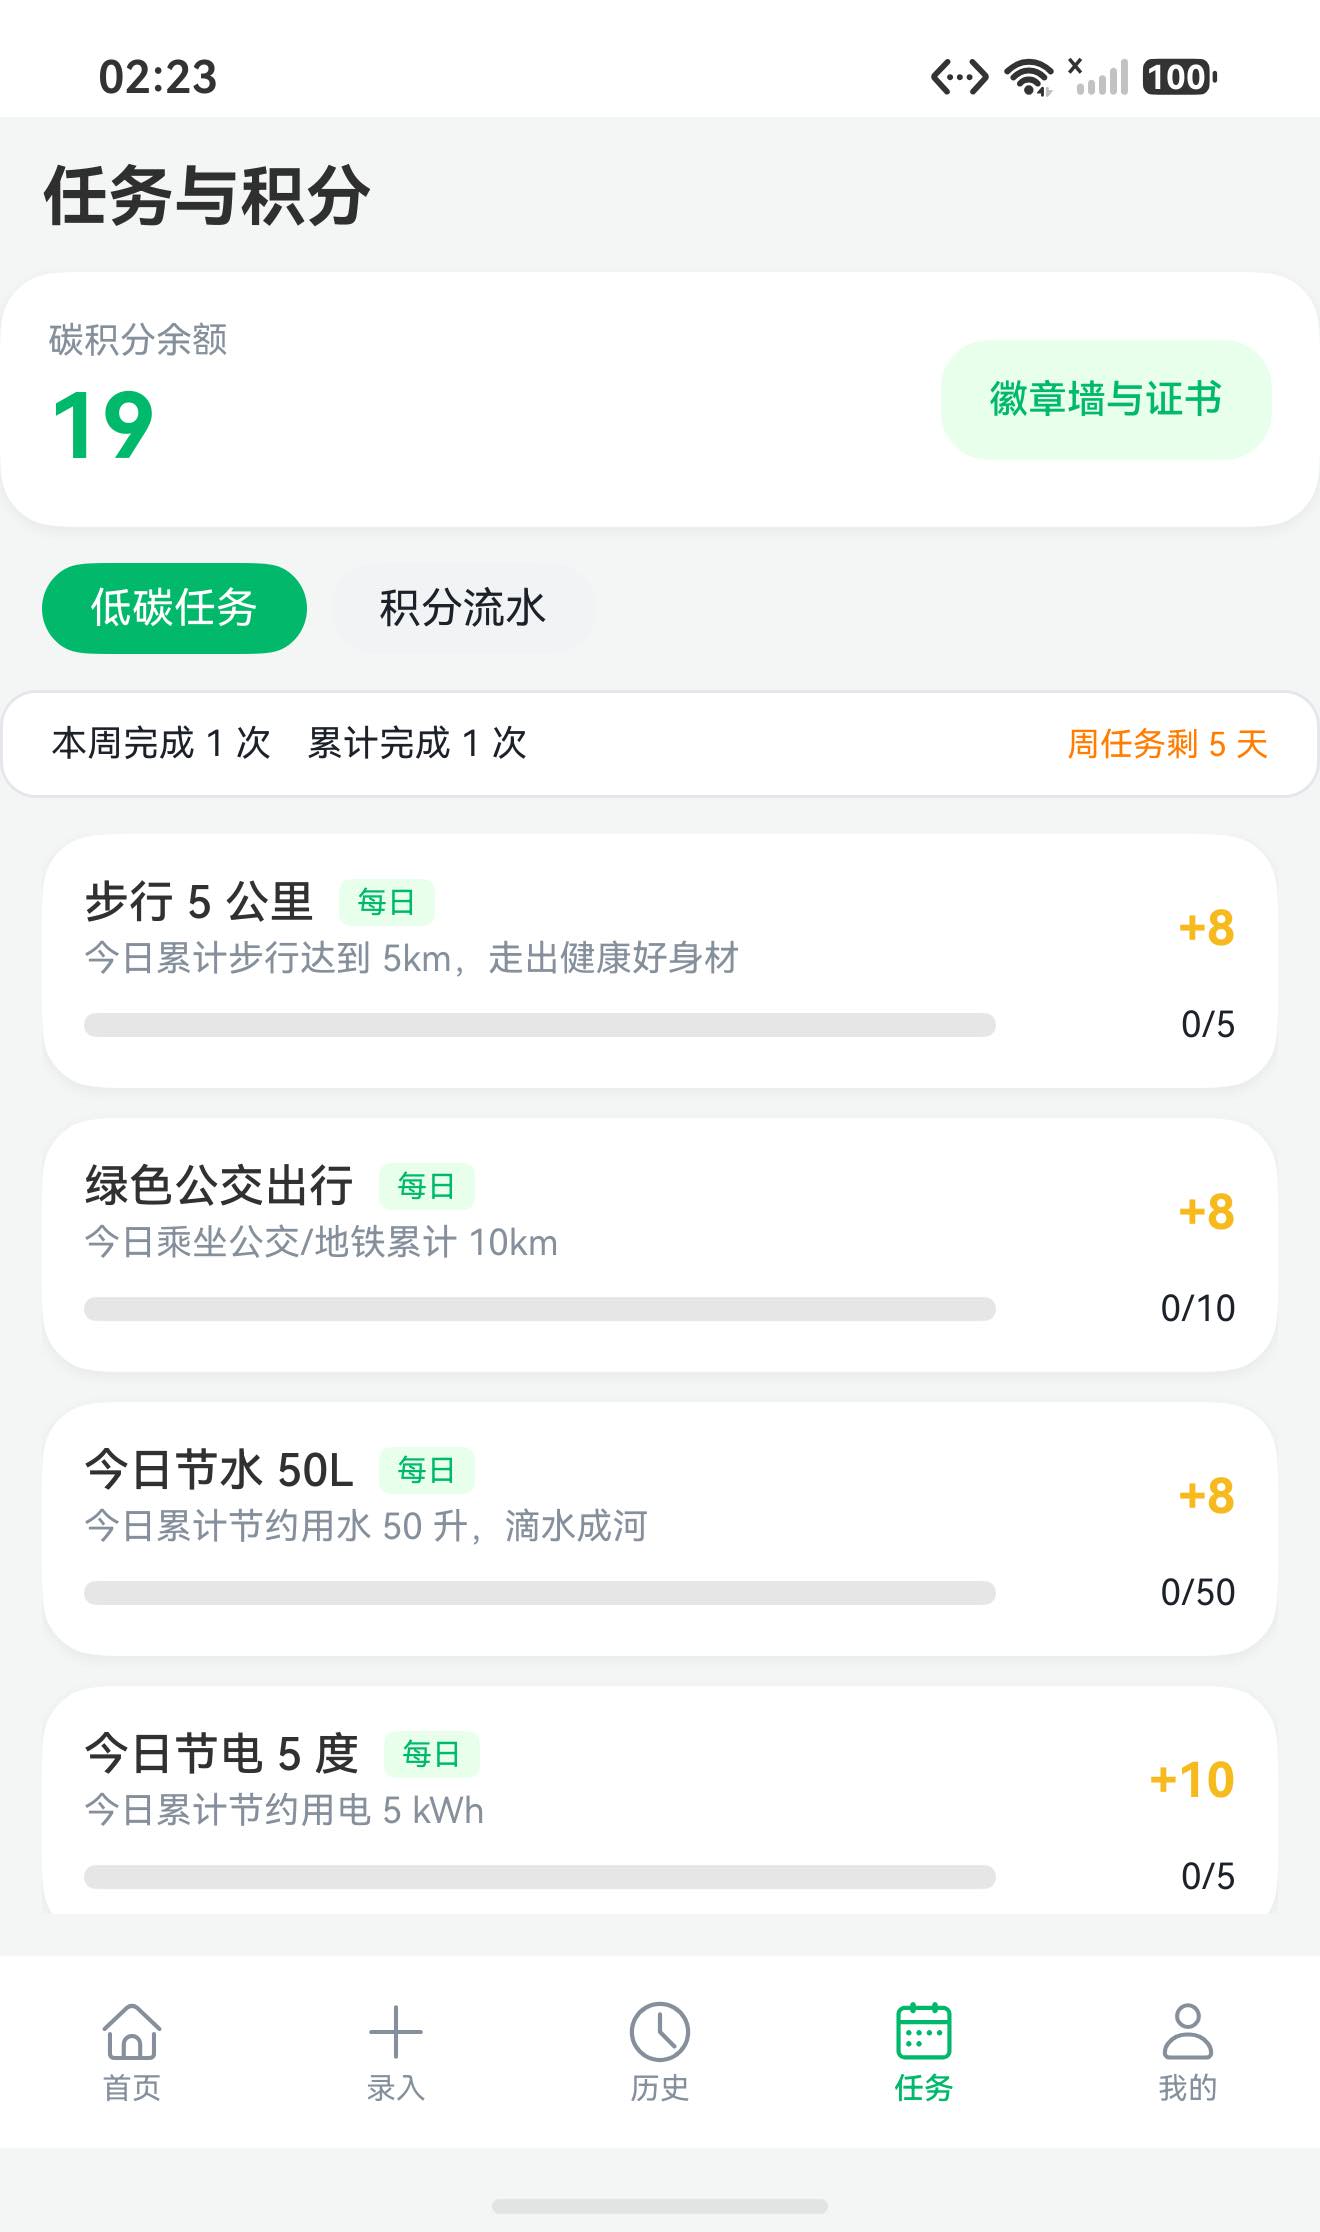 02:23
100
任务与积分
碳积分余额
19
徽章墙与证书
低碳任务
积分流水
本周完成 1 次 累计完成 1 次
周任务剩 5 天
步行 5 公里
每日
今日累计步行达到 5km，走出健康好身材
+8
0/5
绿色公交出行
每日
今日乘坐公交/地铁累计 10km
+8
0/10
今日节水 50L
每日
今日累计节约用水 50 升，滴水成河
+8
0/50
今日节电 5 度
每日
今日累计节约用电 5 kWh
+10
0/5
首页
录入
历史
任务
我的